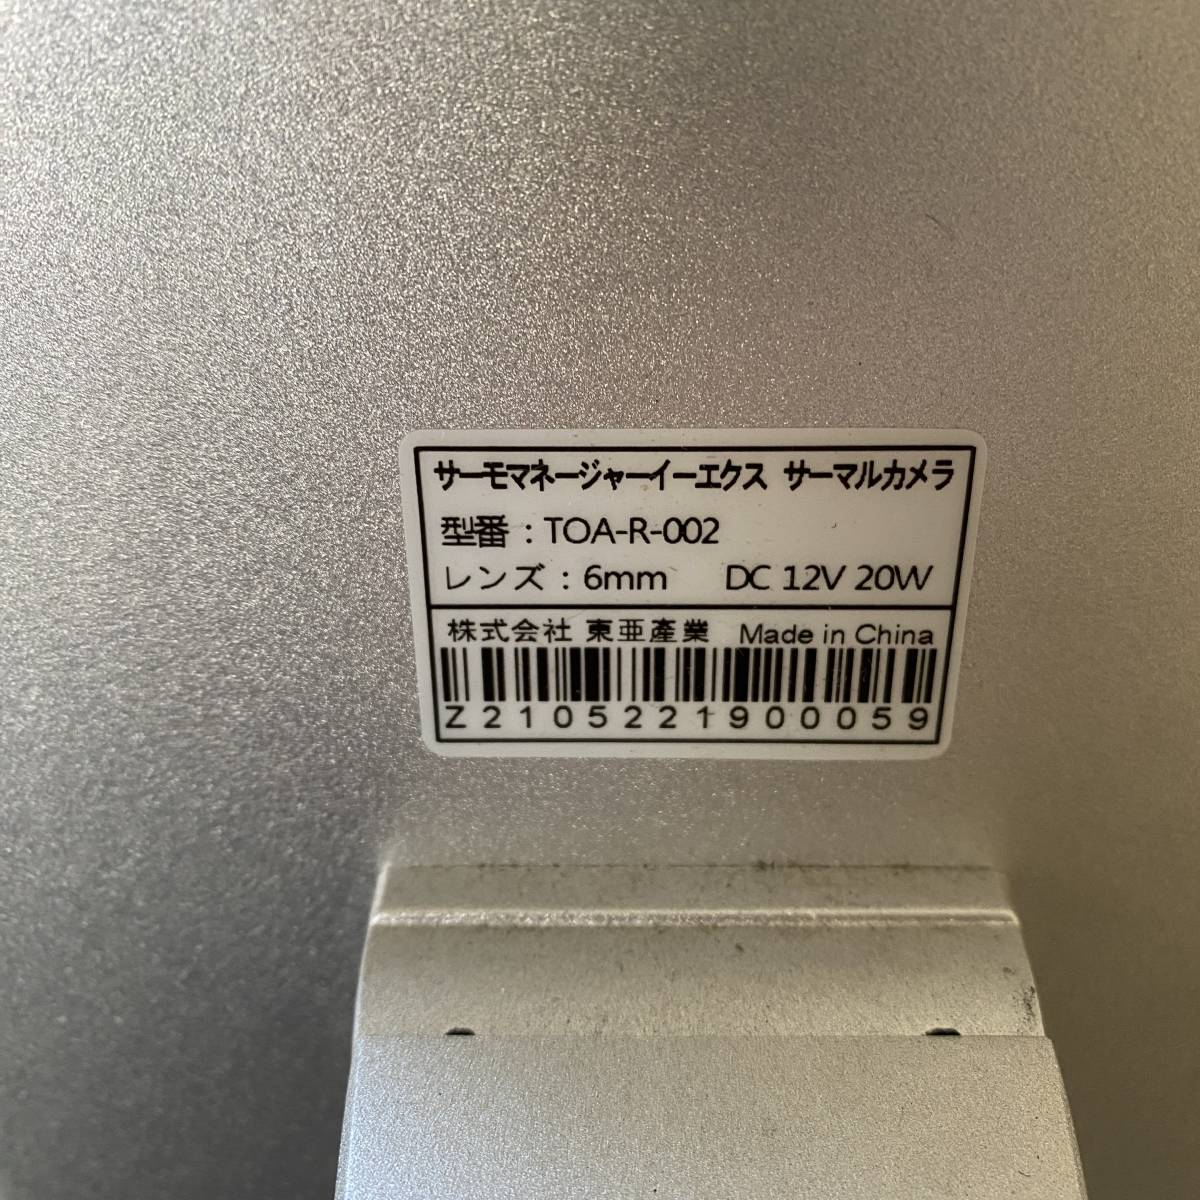 サーモマネージャーイーエクス サーマルカメラ
型番：TOA-R-002
レンズ：6mm DC 12V 20W
株式会社 東亜産業 Made in China
Z210522190​0059